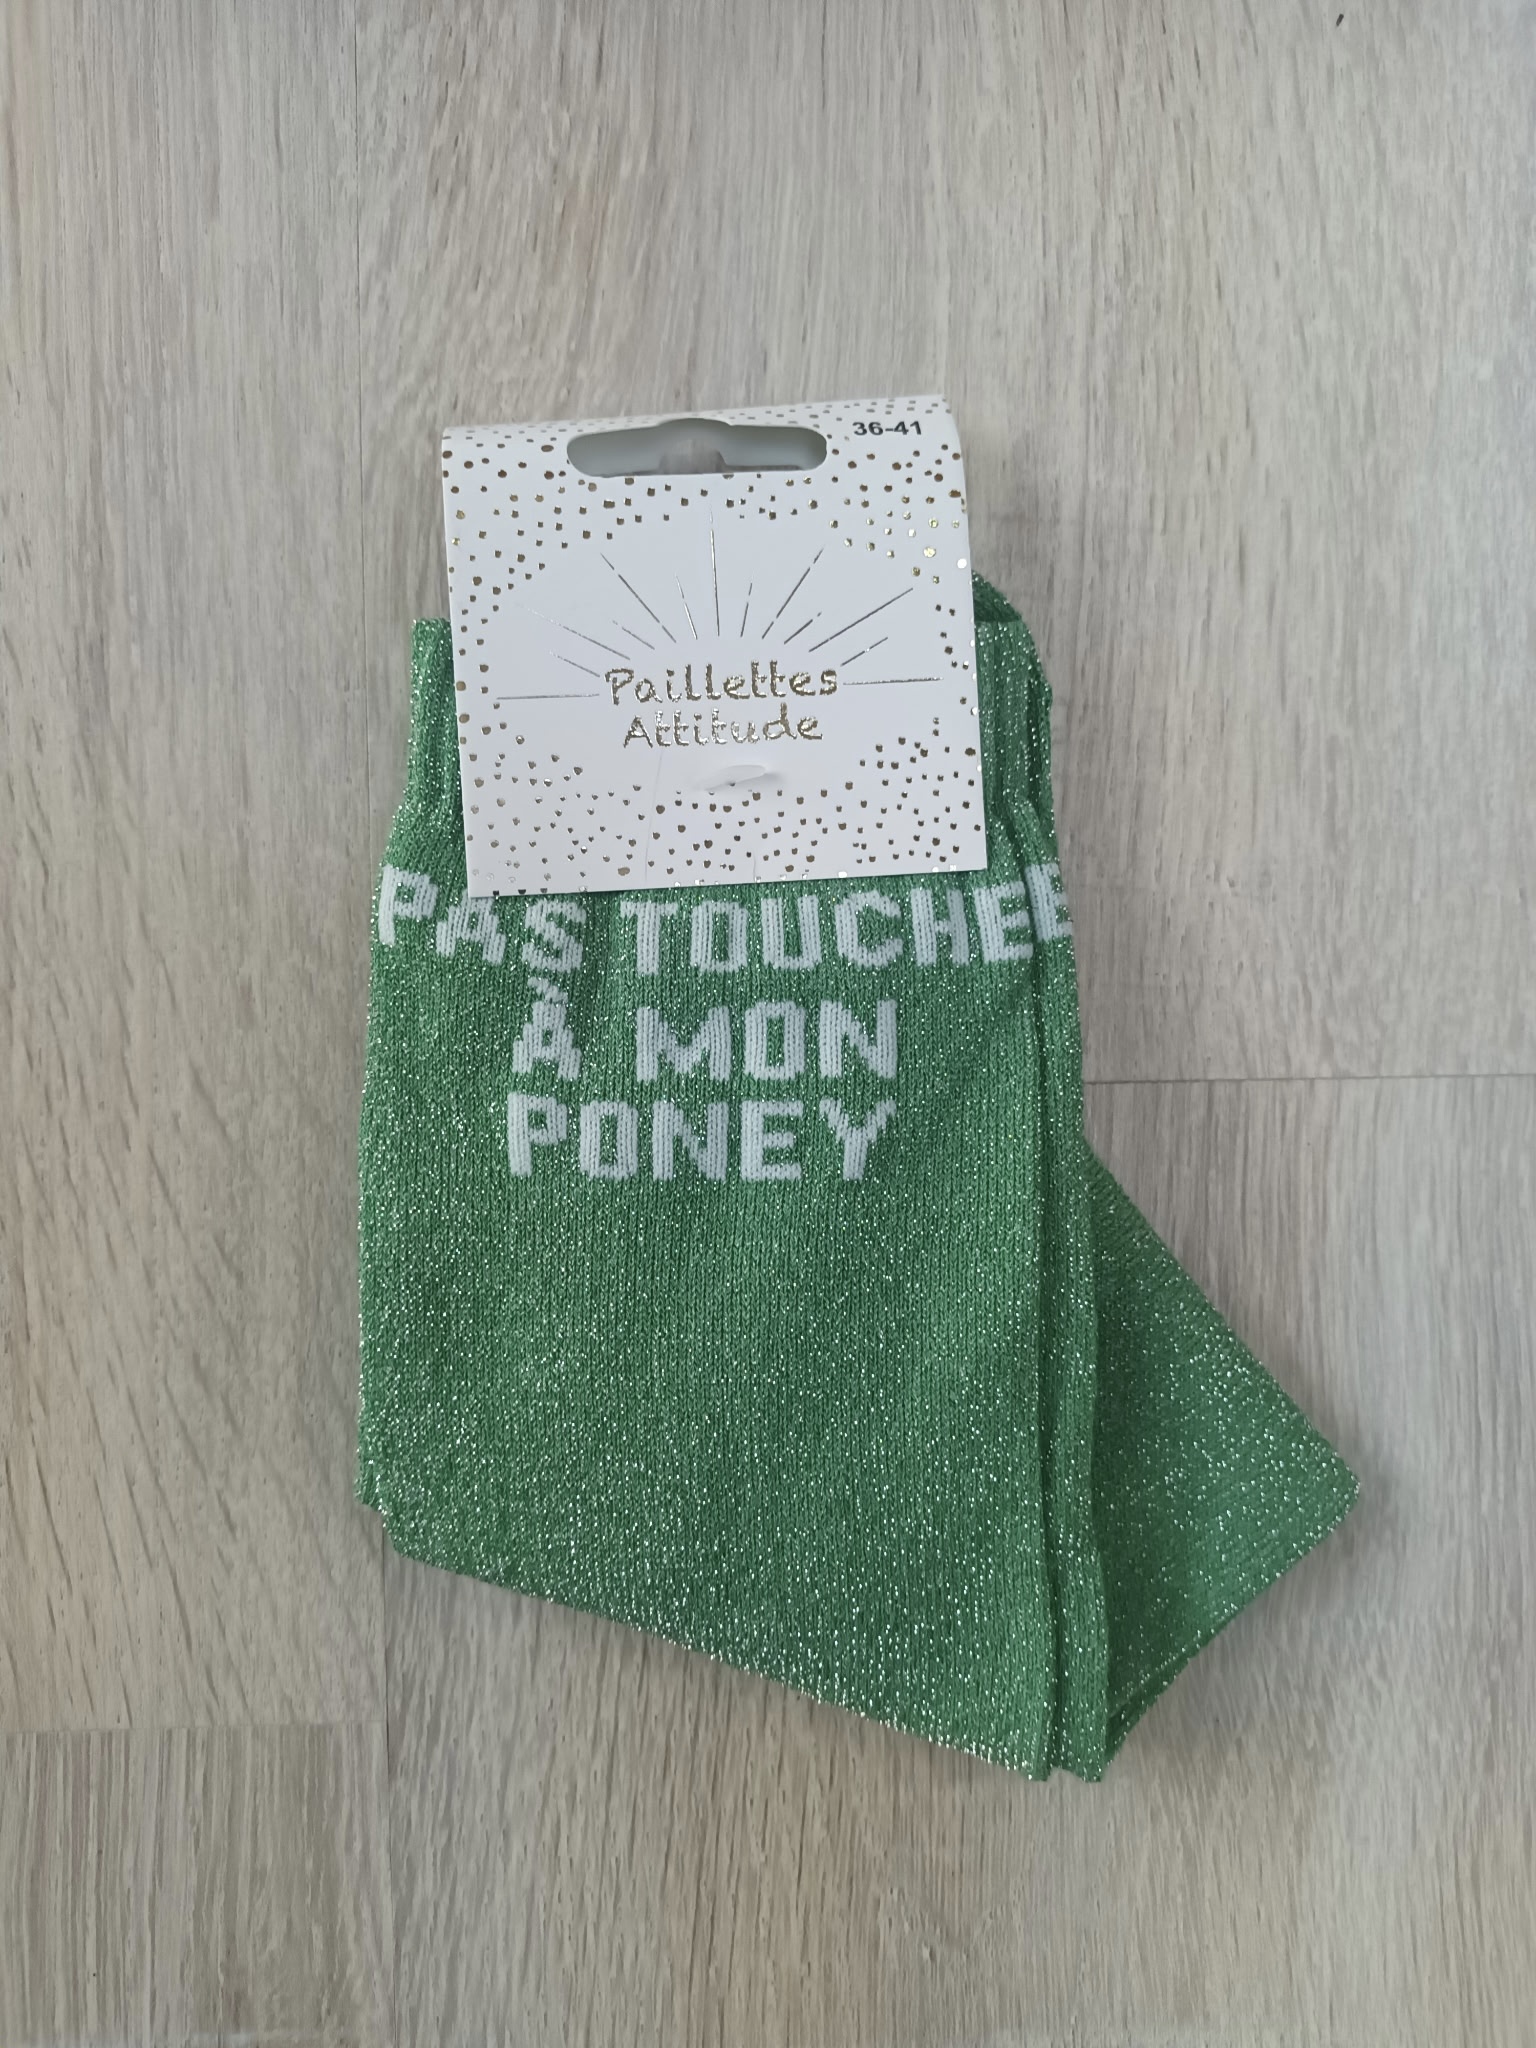 36-41
Paillettes
Attitude
PAS TOUCHE
À MON
PONEY